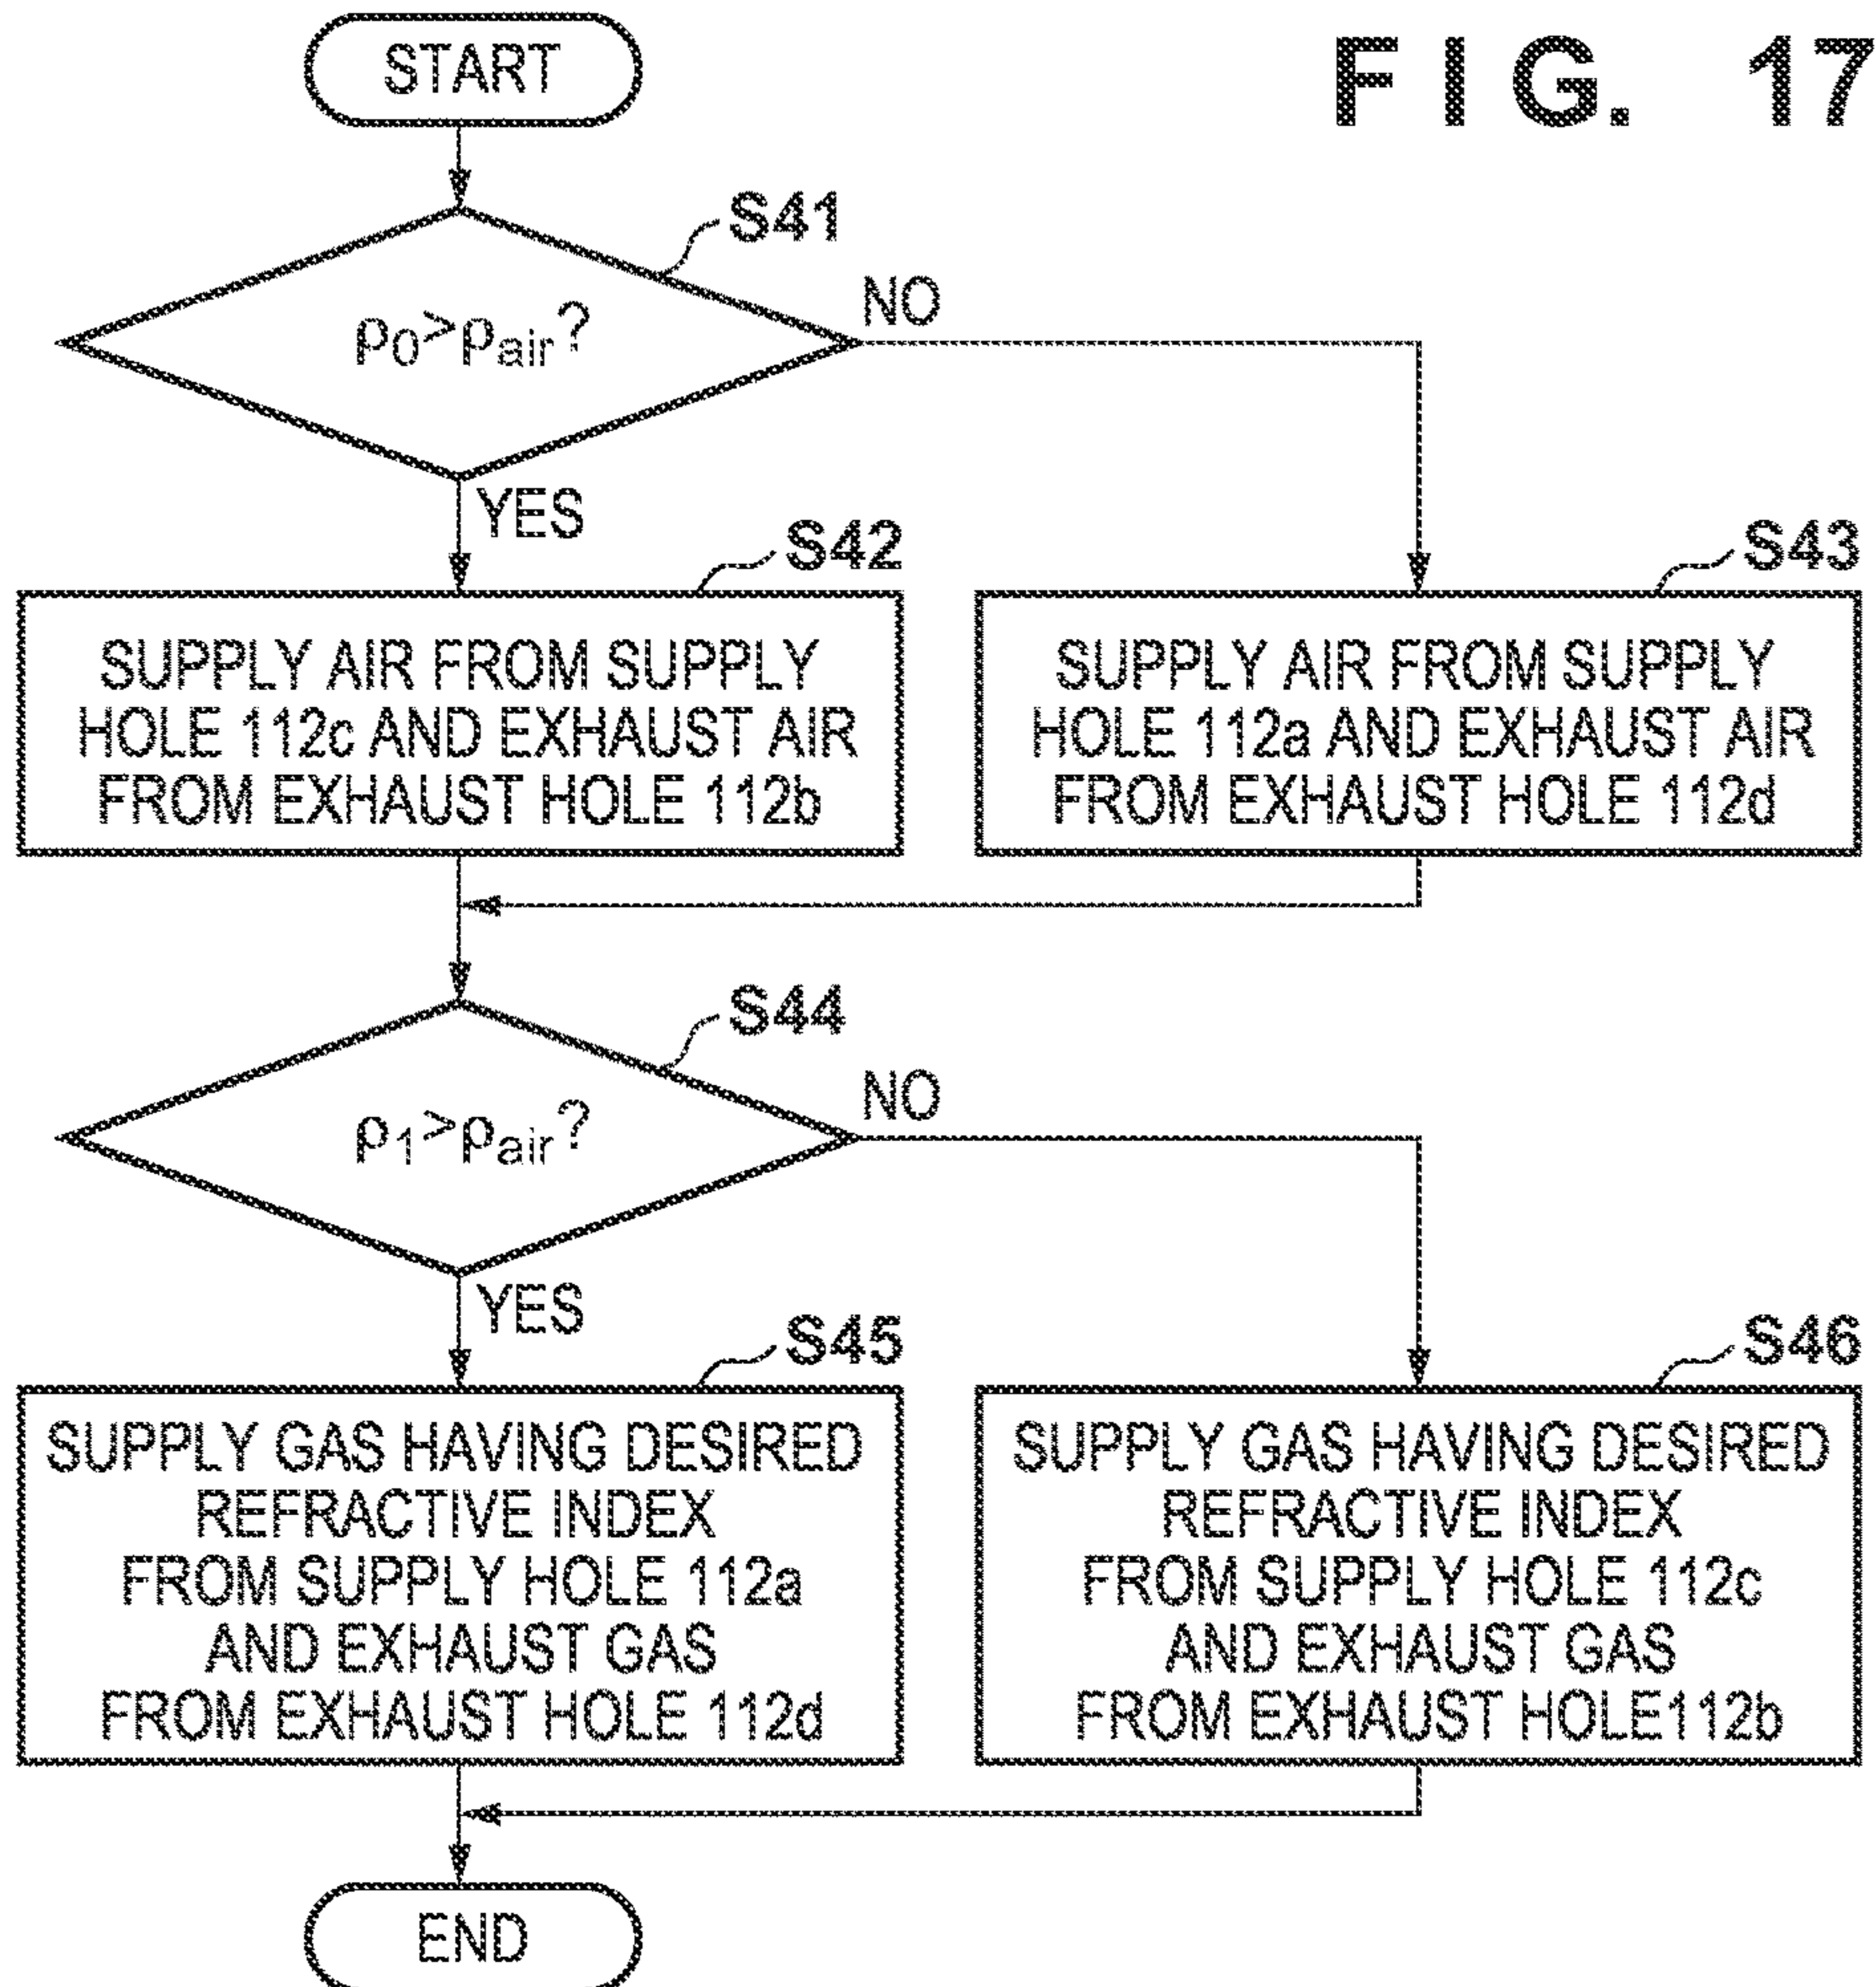 FIG. 17
START
S41
ρ0>ρair?
NO
YES
S42
SUPPLY AIR FROM SUPPLY
HOLE 112c AND EXHAUST AIR
FROM EXHAUST HOLE 112b
S43
SUPPLY AIR FROM SUPPLY
HOLE 112a AND EXHAUST AIR
FROM EXHAUST HOLE 112d
S44
ρ1>ρair?
NO
YES
S45
SUPPLY GAS HAVING DESIRED
REFRACTIVE INDEX
FROM SUPPLY HOLE 112a
AND EXHAUST GAS
FROM EXHAUST HOLE 112d
S46
SUPPLY GAS HAVING DESIRED
REFRACTIVE INDEX
FROM SUPPLY HOLE 112c
AND EXHAUST GAS
FROM EXHAUST HOLE112b
END